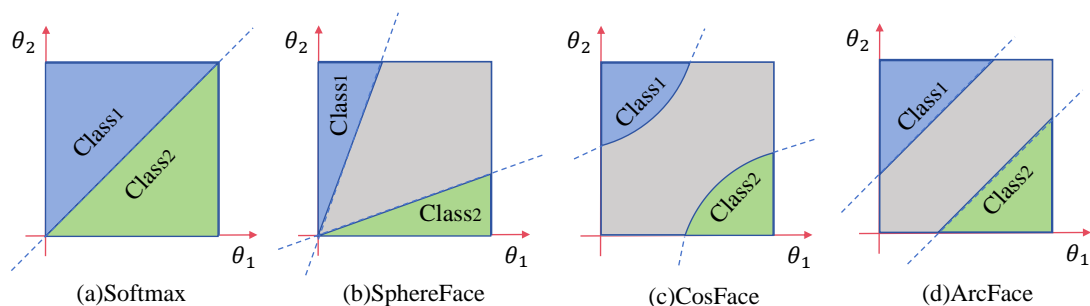 θ₂
Class1
Class2
θ₁
(a)Softmax
θ₂
Class1
Class2
θ₁
(b)SphereFace
θ₂
Class1
Class2
θ₁
(c)CosFace
θ₂
Class1
Class2
θ₁
(d)ArcFace